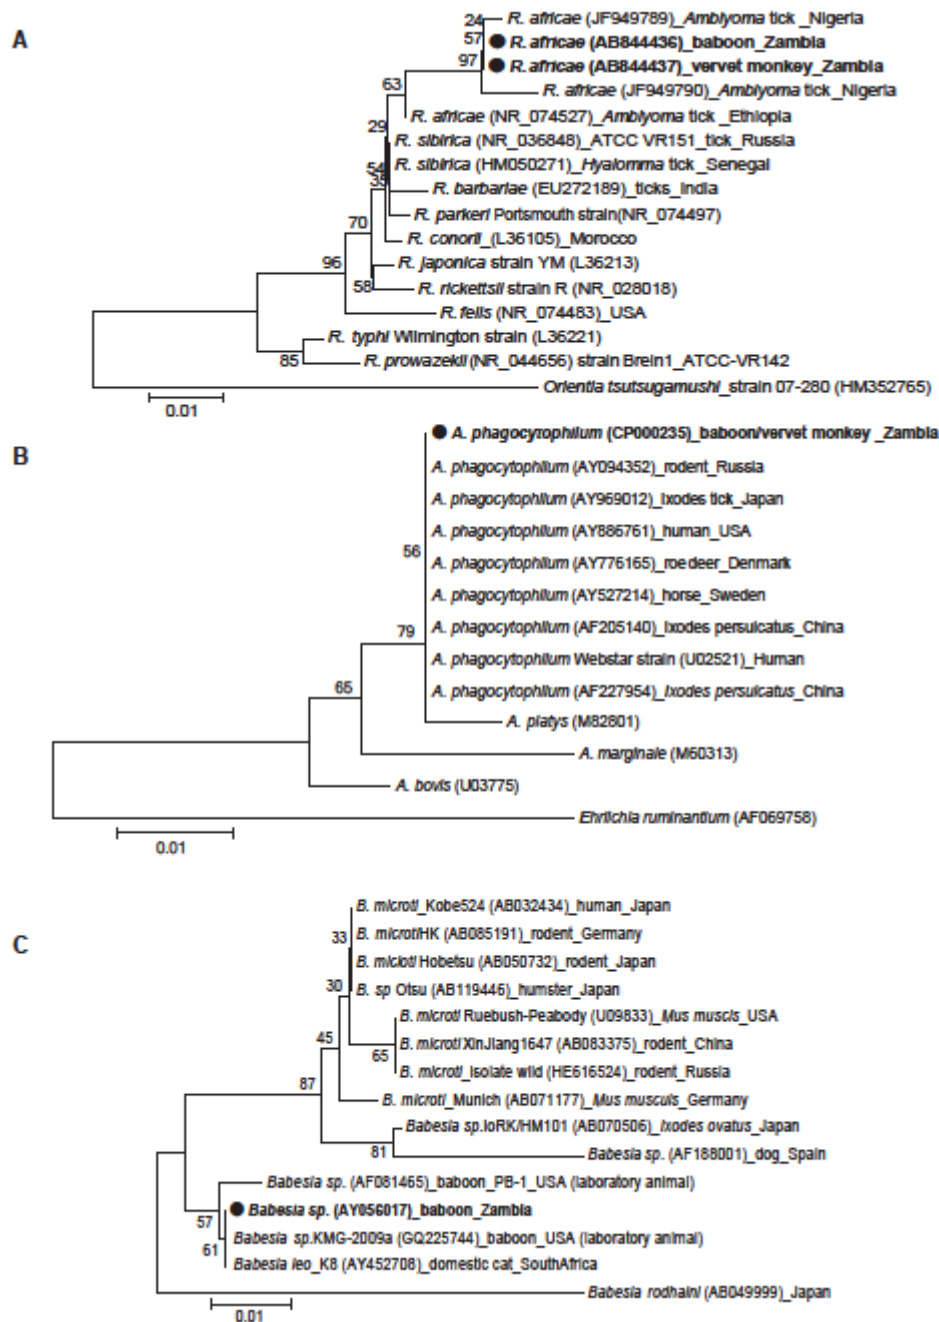 A
24
R. africae (JF949789)_Amblyoma tick _Nigeria
57
R. africae (AB844436)_baboon_Zambia
97
R. africae (AB844437)_vervet monkey_Zambia
63
R. africae (JF949790)_Amblyoma tick_Nigeria
R. africae (NR_074527)_Amblyoma tick _Ethiopia
29
R. sibirica (NR_036848)_ATCC VR151_tick_Russia
54
R. sibirica (HM050271)_Hyalomma tick_Senegal
35
R. barbariae (EU272189)_ticks_India
R. parkeri Portsmouth strain(NR_074497)
70
R. conorii_(L36105)_Morocco
96
R. japonica strain YM (L36213)
58
R. rickettsii strain R (NR_028018)
R. felis (NR_074483)_USA
R. typhi Wilmington strain (L36221)
85
R. prowazekii (NR_044656) strain Brein1_ATCC-VR142
Orientia tsutsugamushi_strain 07-280 (HM352765)
0.01
B
A. phagocytophilum (CP000235)_baboon/vervet monkey _Zambia
A. phagocytophilum (AY094352)_rodent_Russia
A. phagocytophilum (AY969012)_Ixodes tick_Japan
A. phagocytophilum (AY886761)_human_USA
56
A. phagocytophilum (AY776165)_roe deer_Denmark
A. phagocytophilum (AY527214)_horse_Sweden
79
A. phagocytophilum (AF205140)_Ixodes persulcatus_China
A. phagocytophilum Webstar strain (U02521)_Human
65
A. phagocytophilum (AF227954)_Ixodes persulcatus_China
A. platys (M82801)
A. marginale (M60313)
A. bovis (U03775)
Ehrlichia ruminantium (AF069758)
0.01
C
B. microti_Kobe524 (AB032434)_human_Japan
33
B. microtiHK (AB085191)_rodent_Germany
B. micloti Hobetsu (AB050732)_rodent_Japan
30
B. sp Otsu (AB119446)_humster_Japan
B. microti Ruebush-Peabody (U09833)_Mus muscis_USA
45
B. microti XinJiang1647 (AB083375)_rodent_China
65
B. microti_Isolate wild (HE616524)_rodent_Russia
87
B. microti_Munich (AB071177)_Mus musculs_Germany
Babesia sp.IoRK/HM101 (AB070506)_Ixodes ovatus_Japan
81
Babesia sp. (AF188001)_dog_Spain
Babesia sp. (AF081465)_baboon_PB-1_USA (laboratory animal)
57
Babesia sp. (AY056017)_baboon_Zambia
Babesia sp.KMG-2009a (GQ225744)_baboon_USA (laboratory animal)
61
Babesia leo_K8 (AY452708)_domestic cat_SouthAfrica
Babesia rodhaini (AB049999)_Japan
0.01